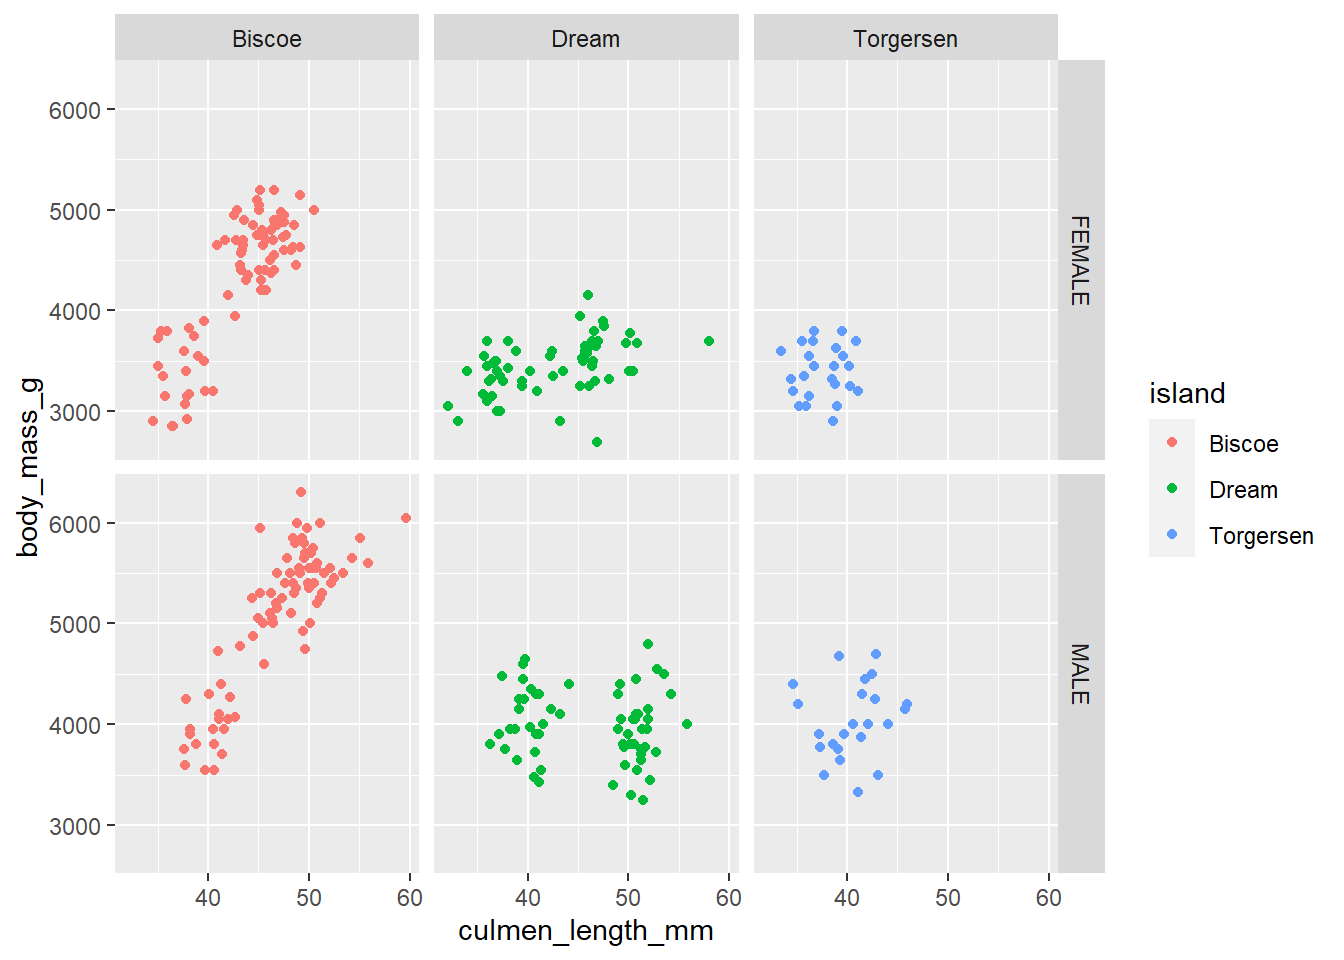 Biscoe Dream Torgersen
6000
5000
4000
3000
FEMALE
6000
5000
4000
3000
MALE
40 50 60 40 50 60 40 50 60
culmen_length_mm
body_mass_g
island
Biscoe
Dream
Torgersen